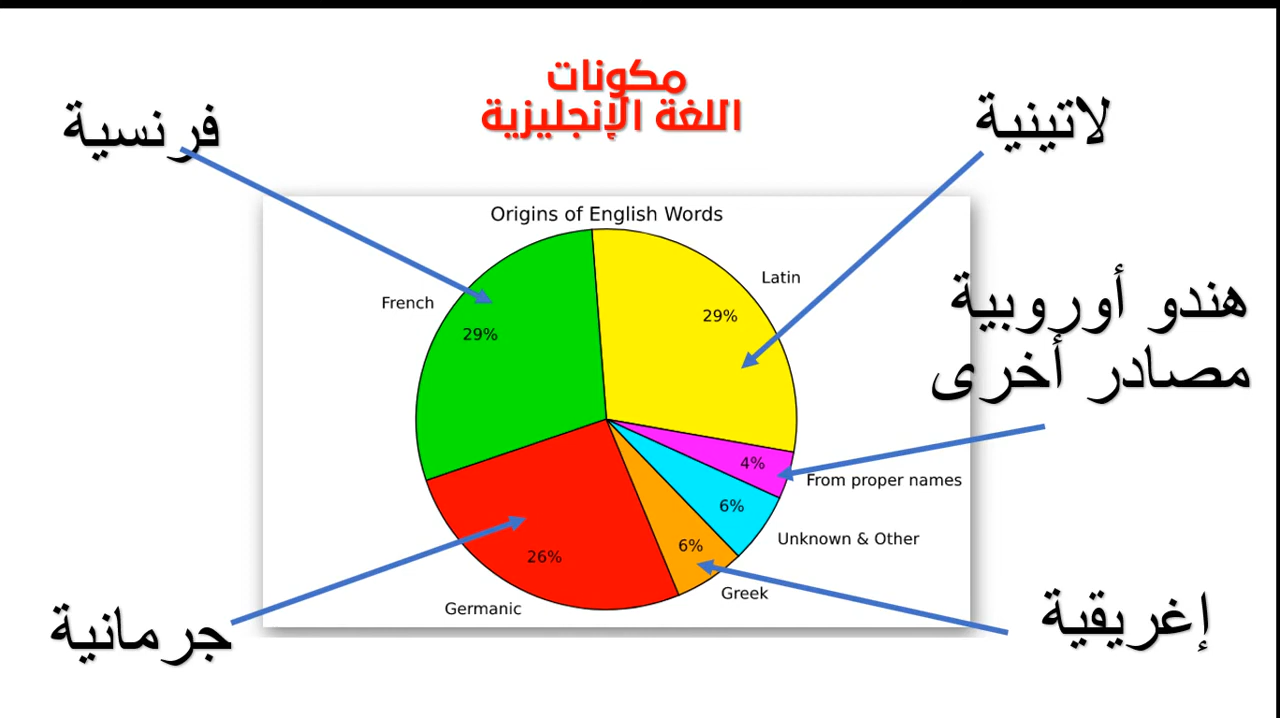 مكونات
اللغة الإنجليزية
لاتينية
فرنسية
Origins of English Words
Latin
29%
French
29%
هندو أوروبية
مصادر أخرى
4%
From proper names
6%
Unknown & Other
6%
Greek
26%
Germanic
إغريقية
جرمانية